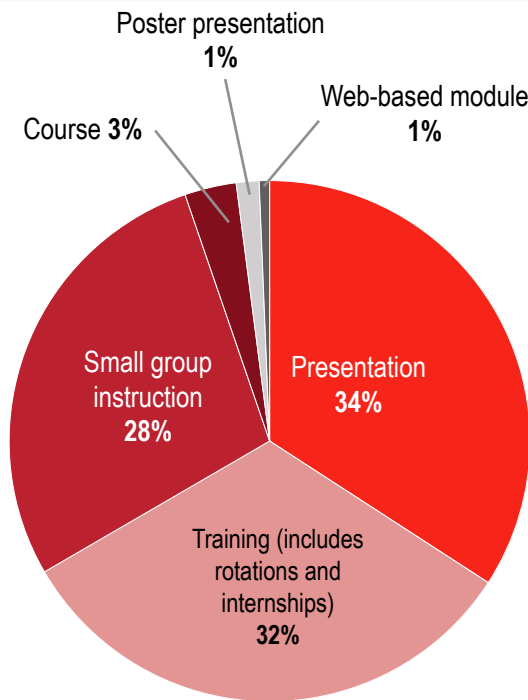 Poster presentation
1%
Web-based module
1%
Course 3%
Small group
instruction
28%
Presentation
34%
Training (includes
rotations and
internships)
32%